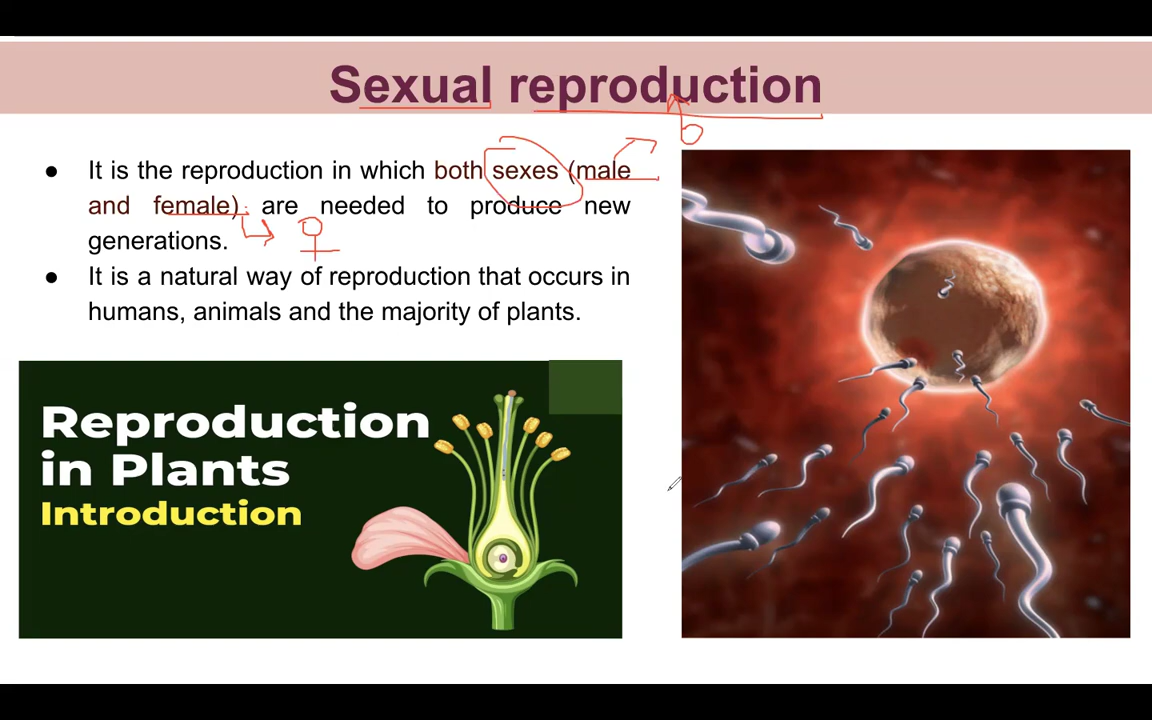 Sexual reproduction
● It is the reproduction in which both sexes (male
and female) are needed to produce new
generations.
● It is a natural way of reproduction that occurs in
humans, animals and the majority of plants.
Reproduction
in Plants
Introduction